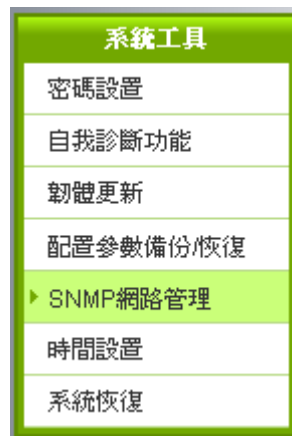 系統工具
密碼設置
自我診斷功能
韌體更新
配置參數備份/恢復
SNMP網路管理
時間設置
系統恢復